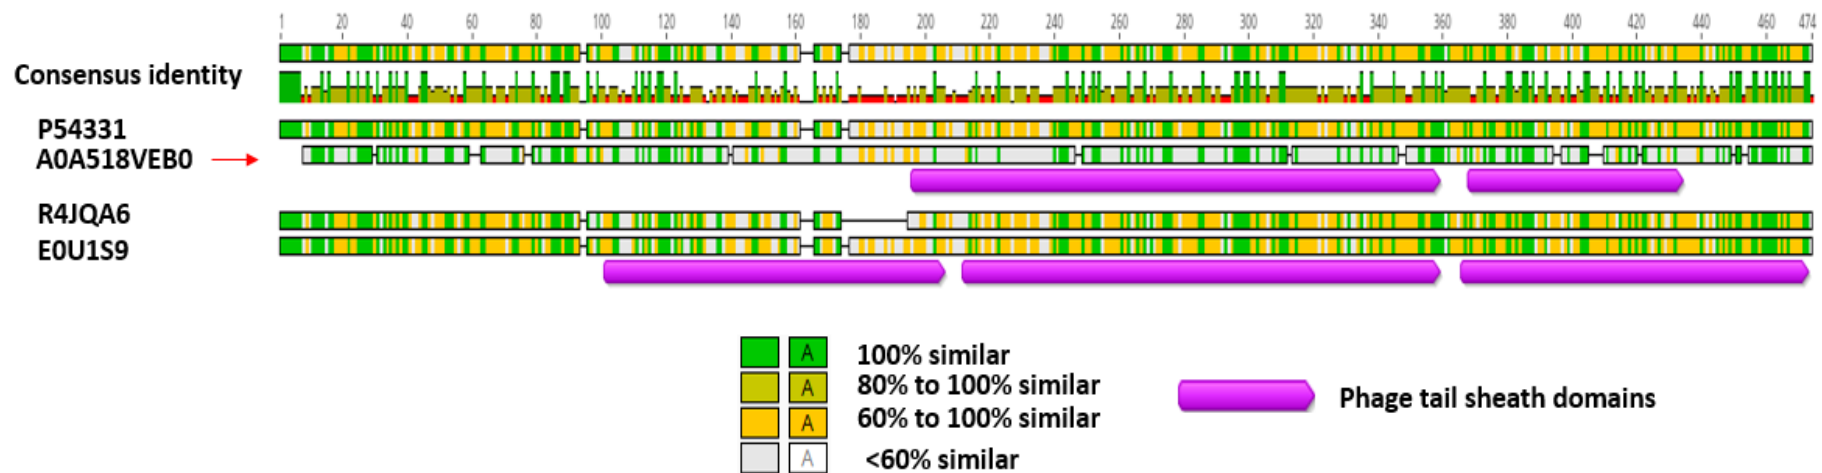 1 20 40 60 80 100 120 140 160 180 200 220 240 260 280 300 320 340 360 380 400 420 440 460 474
Consensus identity
P54331
A0A518VEB0
R4JQA6
E0U1S9
A 100% similar
A 80% to 100% similar
A 60% to 100% similar
A <60% similar
Phage tail sheath domains